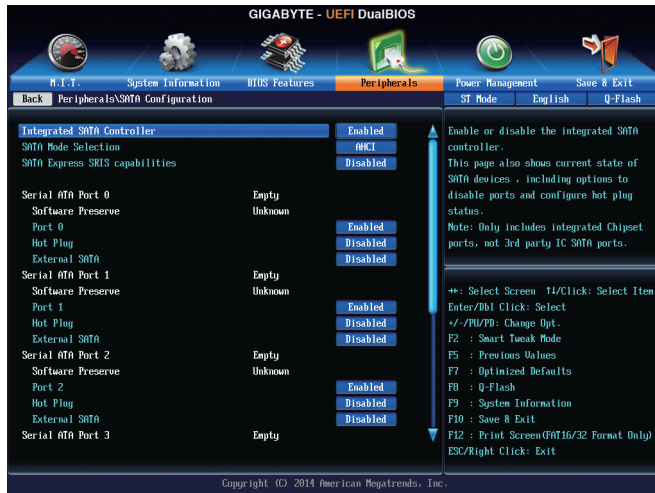 GIGABYTE - UEFI DualBIOS
M.I.T. System Information BIOS Features Peripherals Power Management Save & Exit
Back Peripherals\SATA Configuration ST Mode English Q-Flash
Integrated SATA Controller Enabled
SATA Mode Selection AHCI
SATA Express SRIS capabilities Disabled
Serial ATA Port 0 Empty
Software Preserve Unknown
Port 0 Enabled
Hot Plug Disabled
External SATA Disabled
Serial ATA Port 1 Empty
Software Preserve Unknown
Port 1 Enabled
Hot Plug Disabled
External SATA Disabled
Serial ATA Port 2 Empty
Software Preserve Unknown
Port 2 Enabled
Hot Plug Disabled
External SATA Disabled
Serial ATA Port 3 Empty
Enable or disable the integrated SATA
controller.
This page also shows current state of
SATA devices , including options to
disable ports and configure hot plug
status.
Note: Only includes integrated Chipset
ports, not 3rd party IC SATA ports.
→←: Select Screen ↑↓/Click: Select Item
Enter/Dbl Click: Select
+/-/PU/PD: Change Opt.
F2 : Smart Tweak Mode
F5 : Previous Values
F7 : Optimized Defaults
F8 : Q-Flash
F9 : System Information
F10 : Save & Exit
F12 : Print Screen(FAT16/32 Format Only)
ESC/Right Click: Exit
Copyright (C) 2014 American Megatrends, Inc.